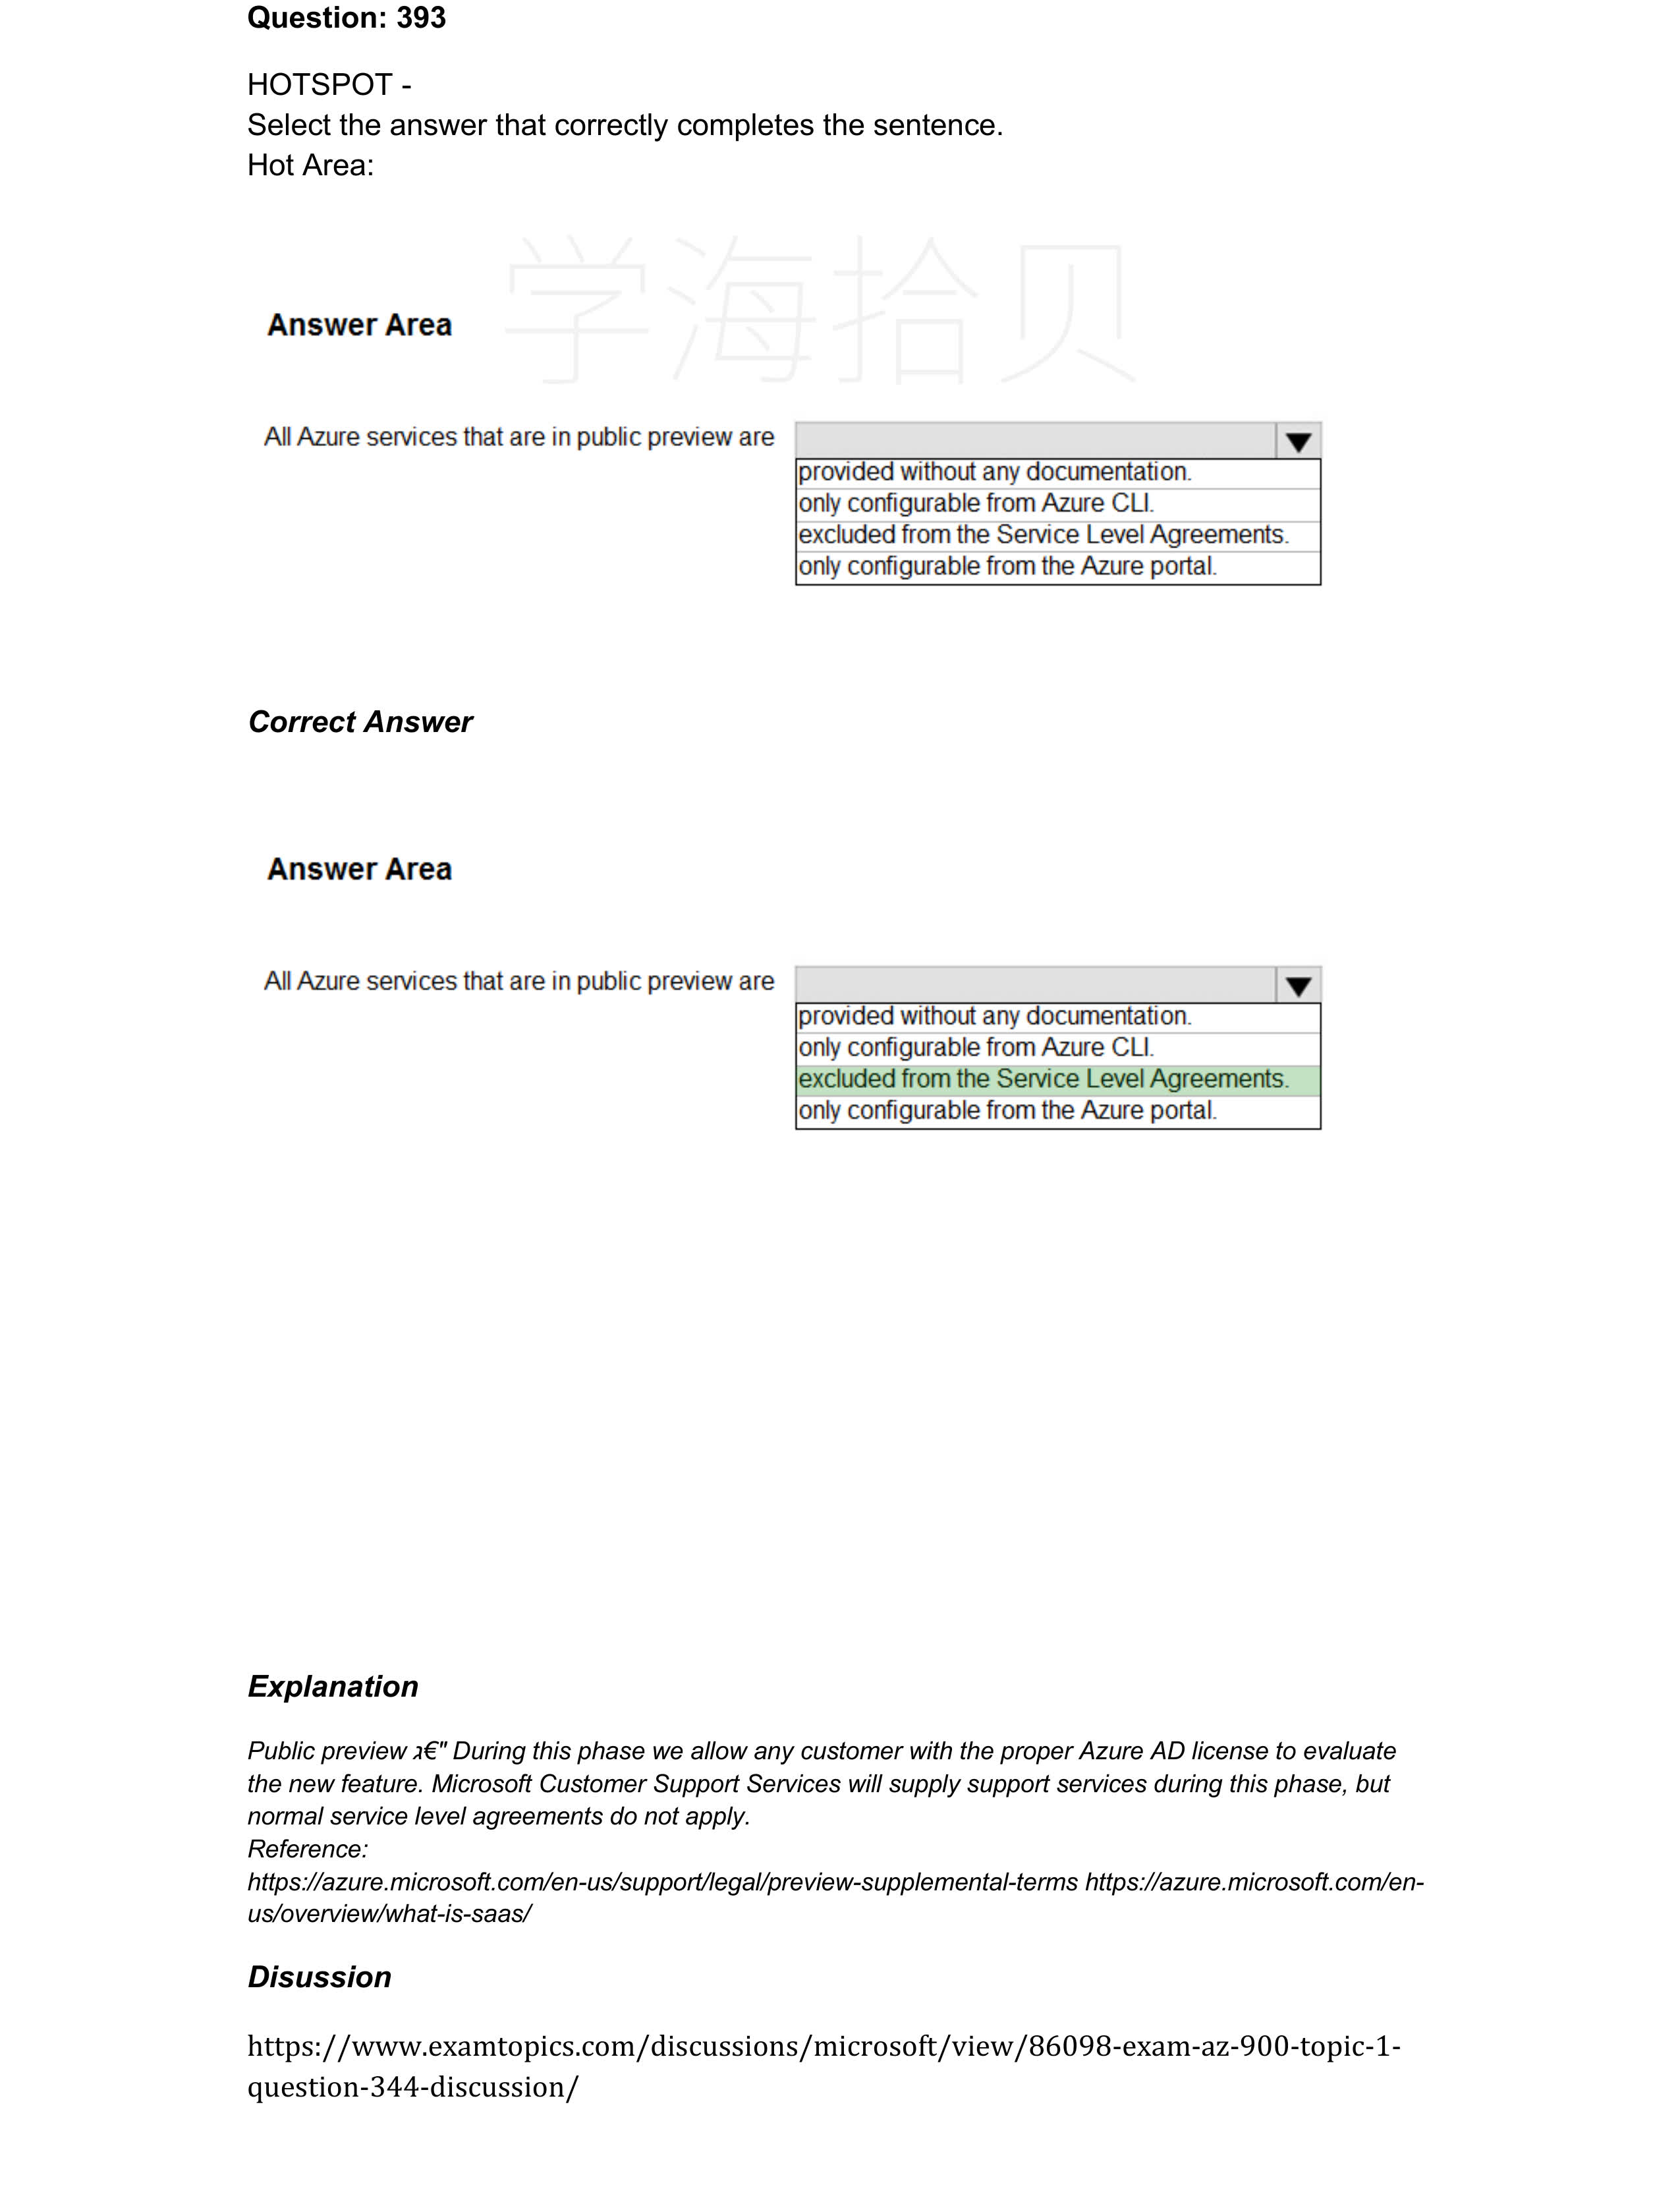 Question: 393
HOTSPOT -
Select the answer that correctly completes the sentence.
Hot Area:
学海拾贝
Answer Area
All Azure services that are in public preview are
provided without any documentation.
only configurable from Azure CLI.
excluded from the Service Level Agreements.
only configurable from the Azure portal.
Correct Answer
Answer Area
All Azure services that are in public preview are
provided without any documentation.
only configurable from Azure CLI.
excluded from the Service Level Agreements.
only configurable from the Azure portal.
Explanation
Public preview ג€" During this phase we allow any customer with the proper Azure AD license to evaluate
the new feature. Microsoft Customer Support Services will supply support services during this phase, but
normal service level agreements do not apply.
Reference:
https://azure.microsoft.com/en-us/support/legal/preview-supplemental-terms https://azure.microsoft.com/en-
us/overview/what-is-saas/
Disussion
https://www.examtopics.com/discussions/microsoft/view/86098-exam-az-900-topic-1-
question-344-discussion/